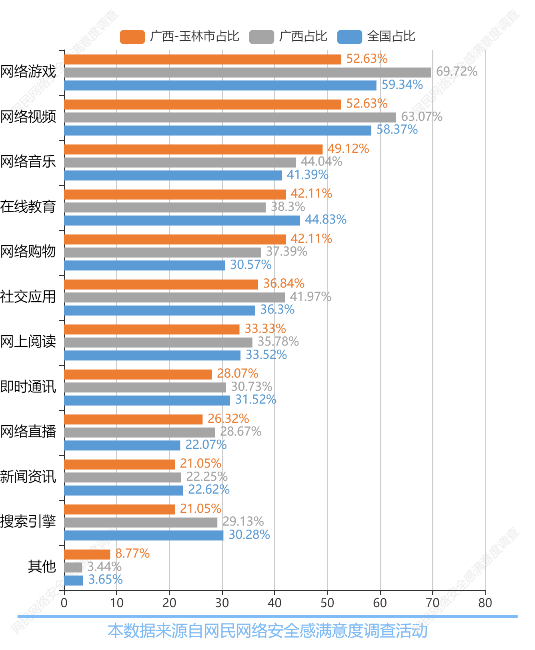 广西-玉林市占比 广西占比 全国占比
网络游戏 52.63% 69.72% 59.34%
网络视频 52.63% 63.07% 58.37%
网络音乐 49.12% 44.04% 41.39%
在线教育 42.11% 38.3% 44.83%
网络购物 42.11% 37.39% 30.57%
社交应用 36.84% 41.97% 36.3%
网上阅读 33.33% 35.78% 33.52%
即时通讯 28.07% 30.73% 31.52%
网络直播 26.32% 28.67% 22.07%
新闻资讯 21.05% 22.25% 22.62%
搜索引擎 21.05% 29.13% 30.28%
其他 8.77% 3.44% 3.65%
0 10 20 30 40 50 60 70 80
本数据来源自网民网络安全感满意度调查活动